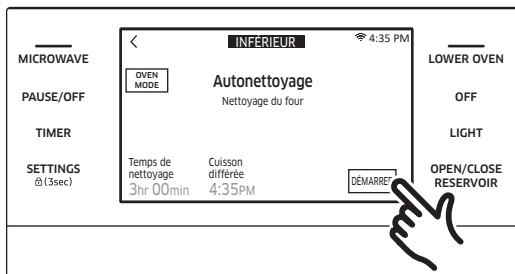 MICROWAVE
PAUSE/OFF
TIMER
SETTINGS
(3sec)
INFÉRIEUR
4:35 PM
OVEN
MODE
Autonettoyage
Nettoyage du four
Temps de
nettoyage
3hr 00min
Cuisson
différée
4:35PM
LOWER OVEN
OFF
LIGHT
OPEN/CLOSE
RESERVOIR